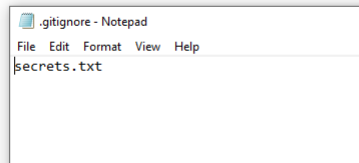 .gitignore - Notepad
File Edit Format View Help
secrets.txt